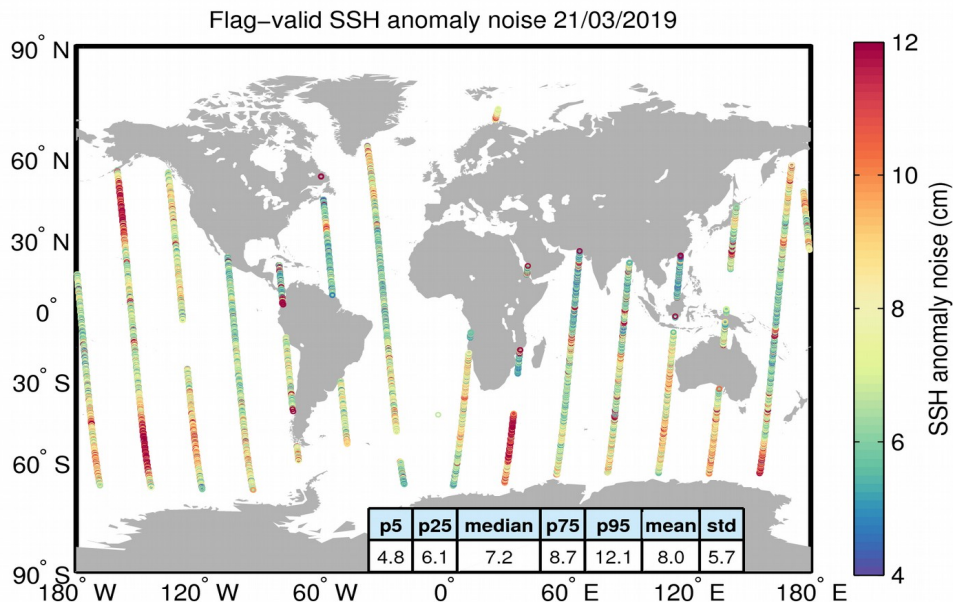 Flag−valid SSH anomaly noise 21/03/2019
90° N
60° N
30° N
0°
30° S
60° S
90° S
180° W
120° W
60° W
0°
60° E
120° E
180° E
p5 p25 median p75 p95 mean std
4.8 6.1 7.2 8.7 12.1 8.0 5.7
12
10
8
6
4
SSH anomaly noise (cm)